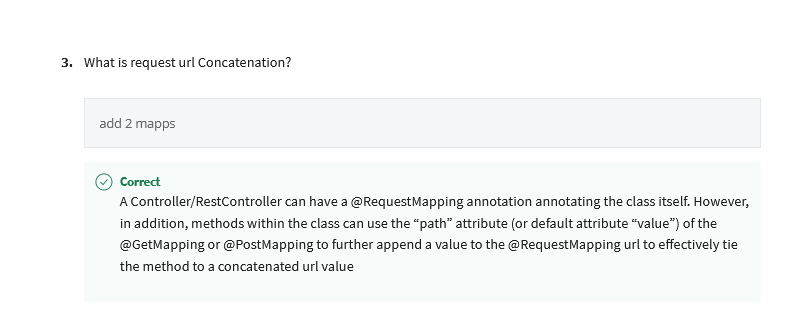 3. What is request url Concatenation?
add 2 mapps
Correct
A Controller/RestController can have a @RequestMapping annotation annotating the class itself. However,
in addition, methods within the class can use the “path” attribute (or default attribute “value”) of the
@GetMapping or @PostMapping to further append a value to the @RequestMapping url to effectively tie
the method to a concatenated url value